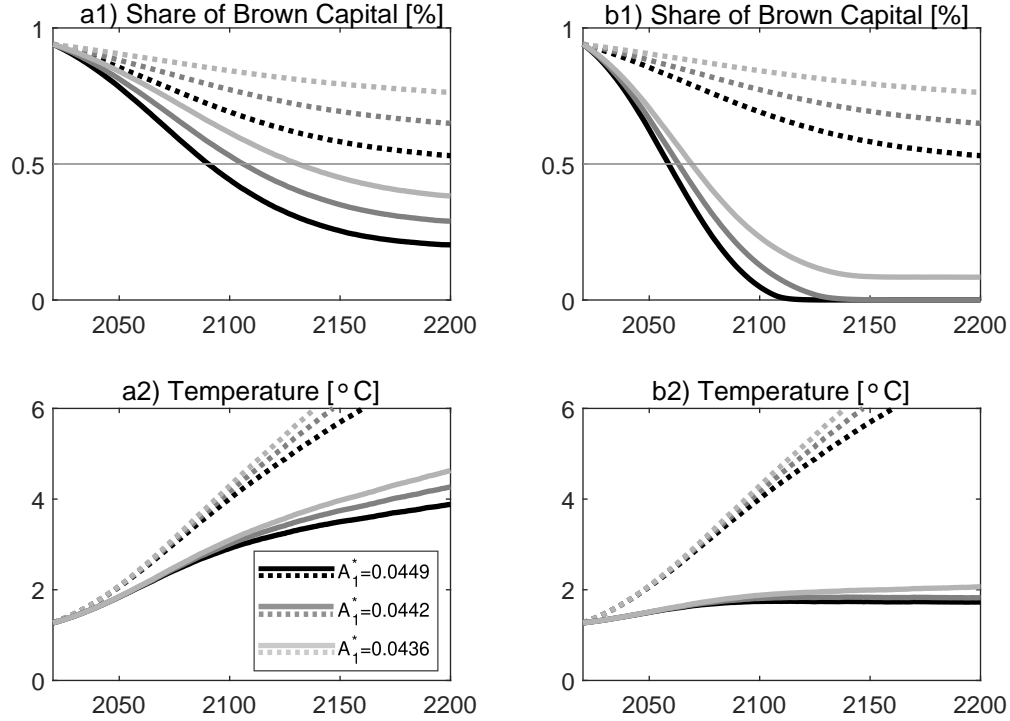 a1) Share of Brown Capital [%]
1
0.5
0
2050 2100 2150 2200
b1) Share of Brown Capital [%]
1
0.5
0
2050 2100 2150 2200
a2) Temperature [°C]
6
4
2
0
2050 2100 2150 2200
A*1=0.0449
A*1=0.0442
A*1=0.0436
b2) Temperature [°C]
6
4
2
0
2050 2100 2150 2200